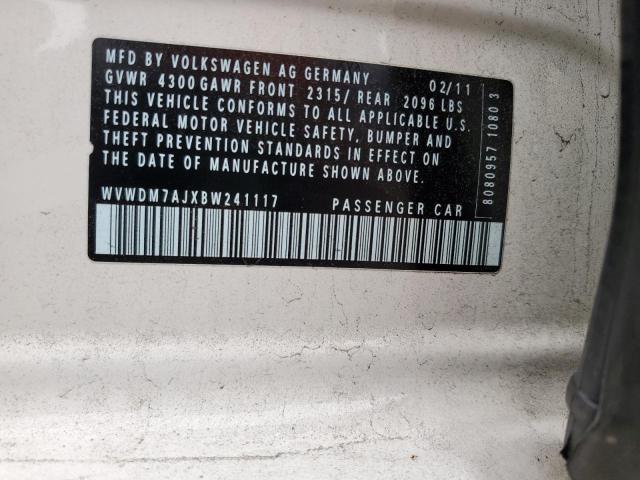 MFD BY VOLKSWAGEN AG GERMANY 02/11
GVWR 4300 GAWR FRONT 2315/ REAR 2096 LBS
THIS VEHICLE CONFORMS TO ALL APPLICABLE U.S.
FEDERAL MOTOR VEHICLE SAFETY, BUMPER AND
THEFT PREVENTION STANDARDS IN EFFECT ON
THE DATE OF MANUFACTURE SHOWN ABOVE.
WVWDM7AJXBW241117 PASSENGER CAR
8080957 1080 3